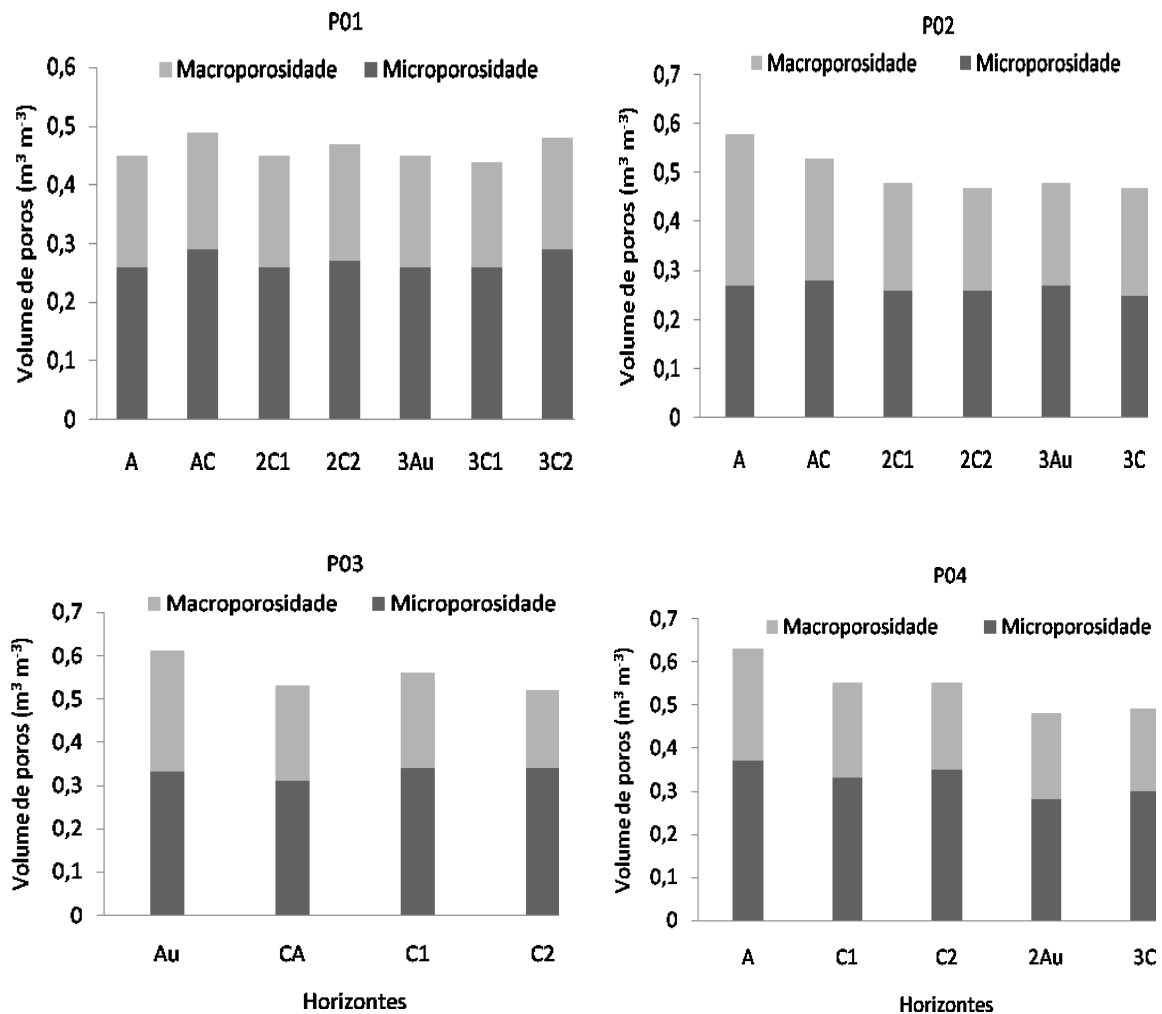 P01
Macroporosidade Microporosidade
Volume de poros (m³ m⁻³)
0,6
0,5
0,4
0,3
0,2
0,1
0
A AC 2C1 2C2 3Au 3C1 3C2
P02
Macroporosidade Microporosidade
Volume de poros (m³ m⁻³)
0,7
0,6
0,5
0,4
0,3
0,2
0,1
0
A AC 2C1 2C2 3Au 3C
P03
Macroporosidade Microporosidade
Volume de poros (m³ m⁻³)
0,7
0,6
0,5
0,4
0,3
0,2
0,1
0
Au CA C1 C2
Horizontes
P04
Macroporosidade Microporosidade
Volume de poros (m³ m⁻³)
0,7
0,6
0,5
0,4
0,3
0,2
0,1
0
A C1 C2 2Au 3C
Horizontes